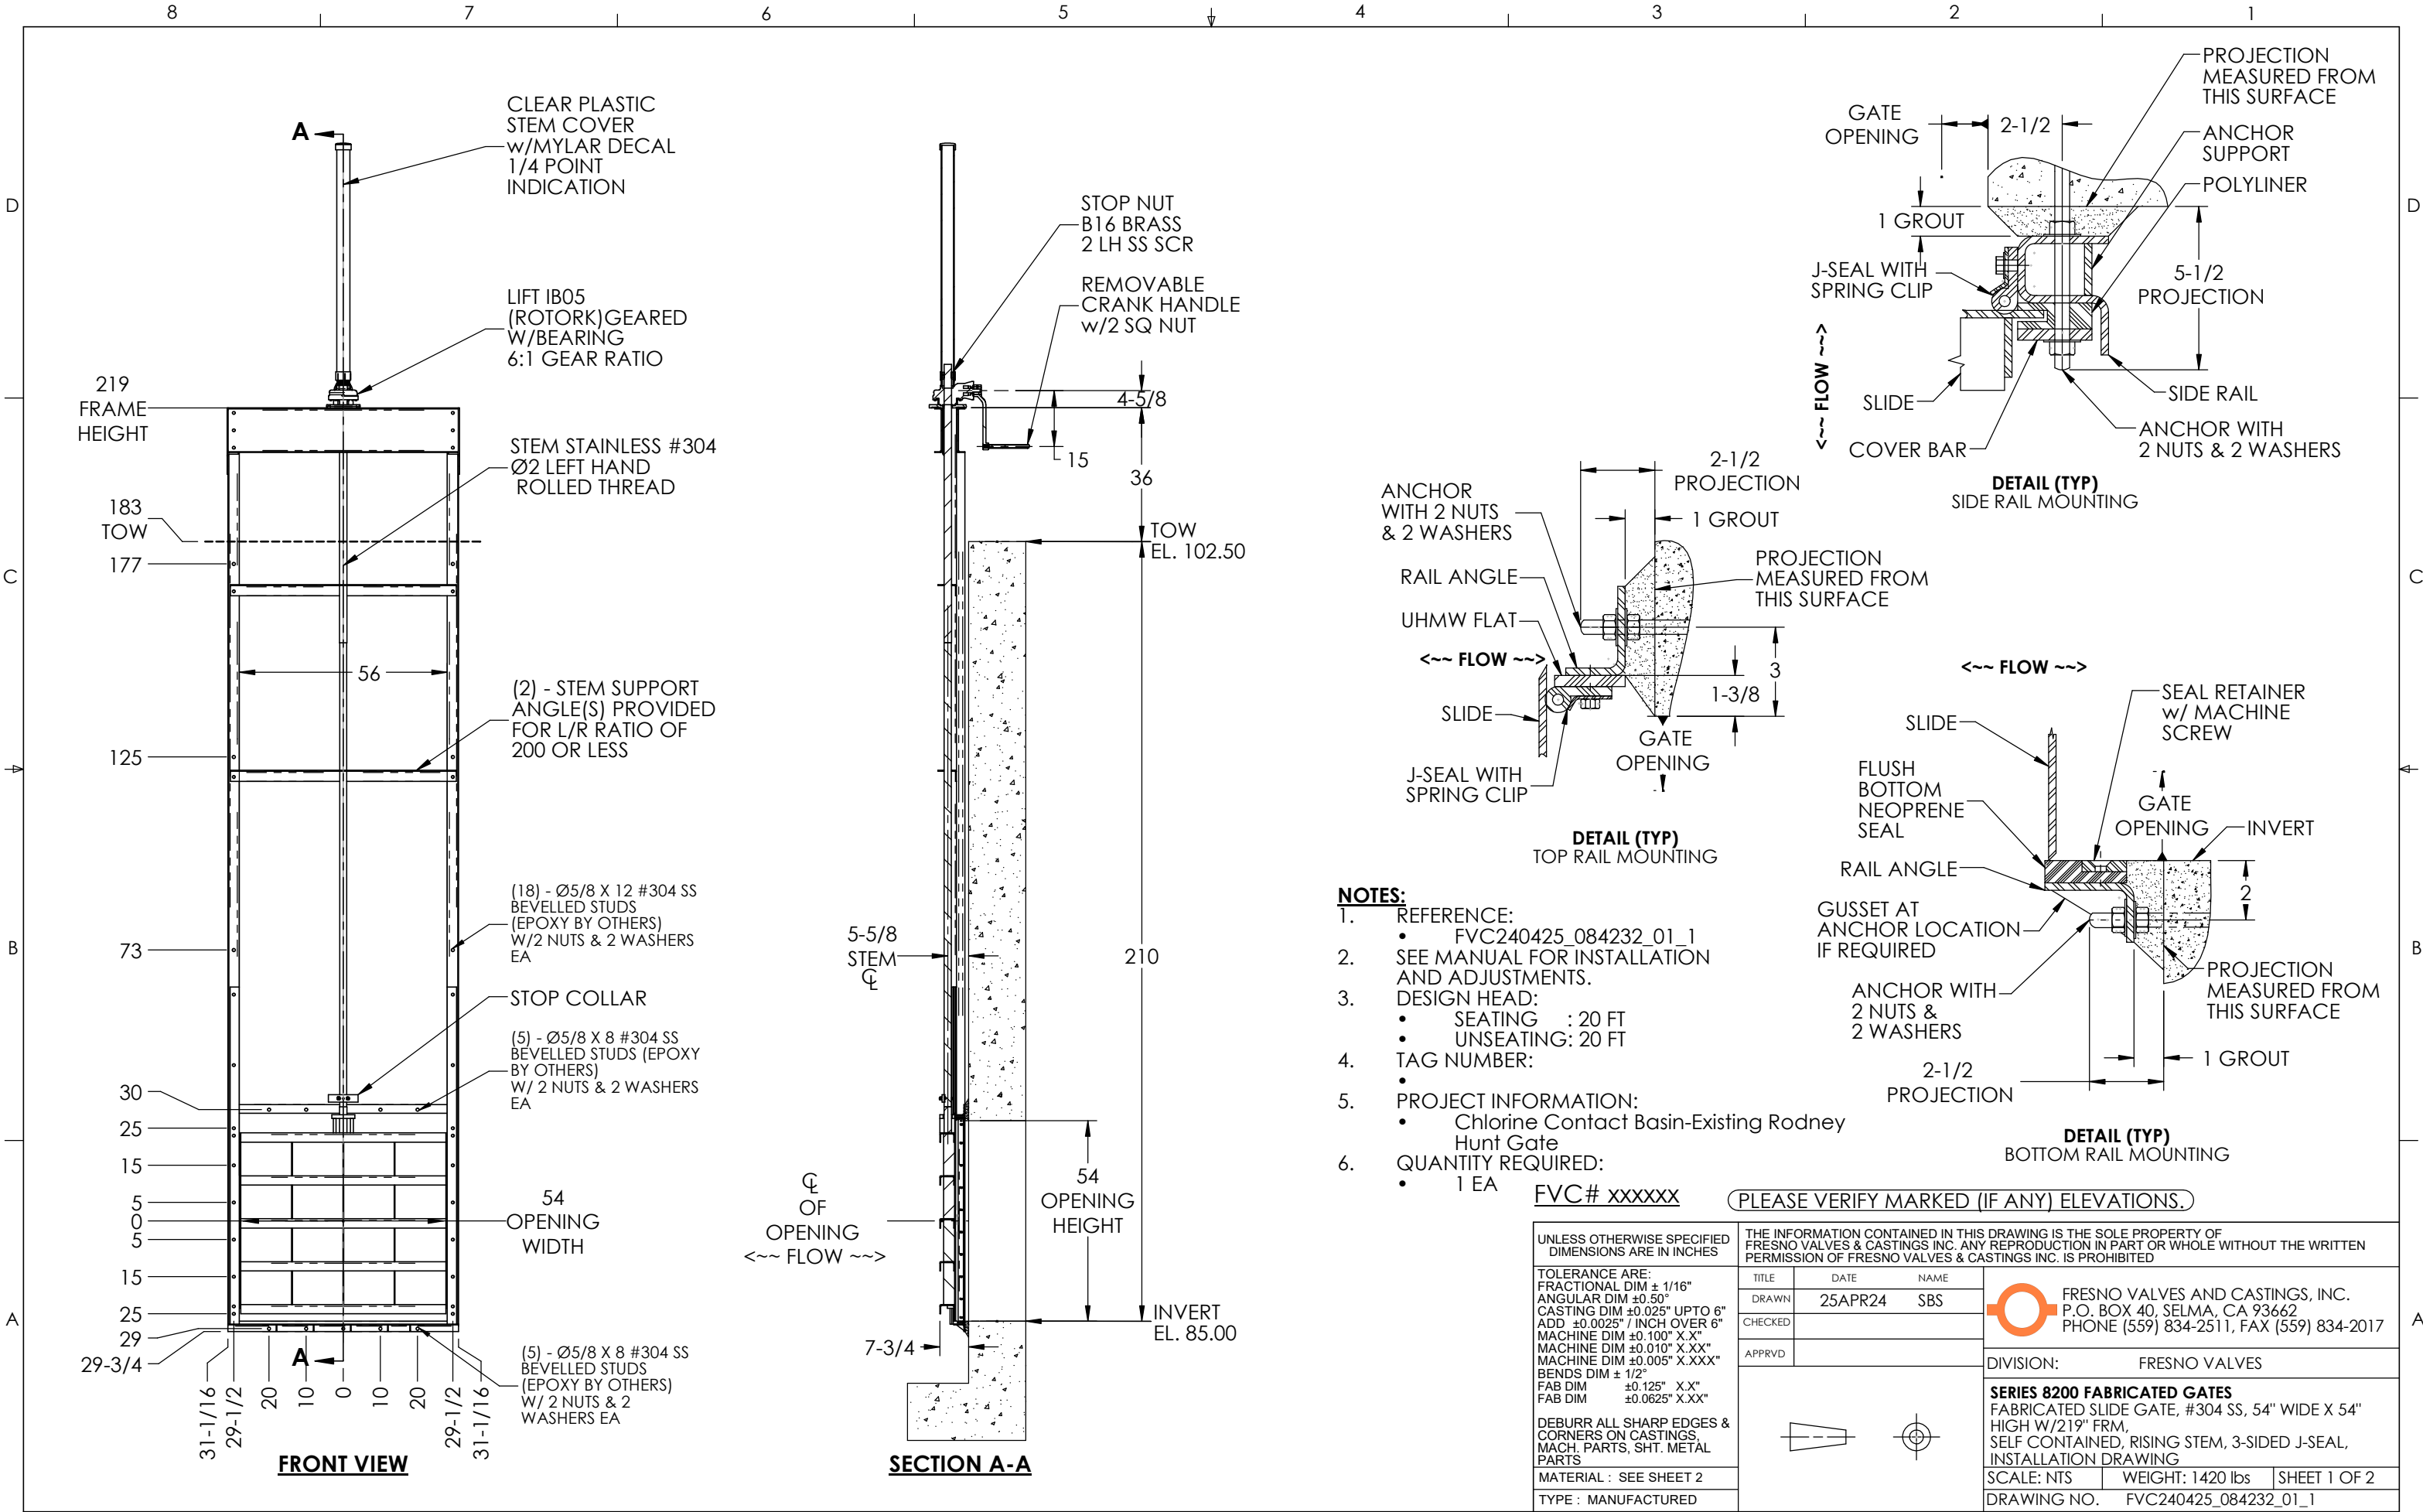 8 7 6 5 4 3 2 1
D
C
B
A
D
C
B
A
A
CLEAR PLASTIC
STEM COVER
w/MYLAR DECAL
1/4 POINT
INDICATION
LIFT IB05
(ROTORK)GEARED
W/BEARING
6:1 GEAR RATIO
219
FRAME
HEIGHT
STEM STAINLESS #304
Ø2 LEFT HAND
ROLLED THREAD
183
TOW
177
56
(2) - STEM SUPPORT
ANGLE(S) PROVIDED
FOR L/R RATIO OF
200 OR LESS
125
(18) - Ø5/8 X 12 #304 SS
BEVELLED STUDS
(EPOXY BY OTHERS)
W/2 NUTS & 2 WASHERS
EA
73
STOP COLLAR
(5) - Ø5/8 X 8 #304 SS
BEVELLED STUDS (EPOXY
BY OTHERS)
W/ 2 NUTS & 2 WASHERS
EA
30
25
15
5
0
5
15
25
29
29-3/4
54
OPENING
WIDTH
A
(5) - Ø5/8 X 8 #304 SS
BEVELLED STUDS
(EPOXY BY OTHERS)
W/ 2 NUTS & 2
WASHERS EA
31-1/16
29-1/2
20
10
0
10
20
29-1/2
31-1/16
FRONT VIEW
STOP NUT
B16 BRASS
2 LH SS SCR
REMOVABLE
CRANK HANDLE
w/2 SQ NUT
4-5/8
15
36
TOW
EL. 102.50
5-5/8
STEM
℄
210
℄
OF
OPENING
<~~ FLOW ~~>
54
OPENING
HEIGHT
7-3/4
INVERT
EL. 85.00
SECTION A-A
PROJECTION
MEASURED FROM
THIS SURFACE
GATE
OPENING
2-1/2
ANCHOR
SUPPORT
POLYLINER
1 GROUT
J-SEAL WITH
SPRING CLIP
5-1/2
PROJECTION
<~~ FLOW ~~>
SLIDE
SIDE RAIL
COVER BAR
ANCHOR WITH
2 NUTS & 2 WASHERS
DETAIL (TYP)
SIDE RAIL MOUNTING
2-1/2
PROJECTION
ANCHOR
WITH 2 NUTS
& 2 WASHERS
1 GROUT
RAIL ANGLE
PROJECTION
MEASURED FROM
THIS SURFACE
UHMW FLAT
<~~ FLOW ~~>
3
1-3/8
SLIDE
GATE
OPENING
J-SEAL WITH
SPRING CLIP
DETAIL (TYP)
TOP RAIL MOUNTING
<~~ FLOW ~~>
SEAL RETAINER
w/ MACHINE
SCREW
SLIDE
FLUSH
BOTTOM
NEOPRENE
SEAL
GATE
OPENING
INVERT
RAIL ANGLE
2
GUSSET AT
ANCHOR LOCATION
IF REQUIRED
PROJECTION
MEASURED FROM
THIS SURFACE
ANCHOR WITH
2 NUTS &
2 WASHERS
1 GROUT
2-1/2
PROJECTION
DETAIL (TYP)
BOTTOM RAIL MOUNTING
NOTES:
1. REFERENCE:
• FVC240425_084232_01_1
2. SEE MANUAL FOR INSTALLATION
AND ADJUSTMENTS.
3. DESIGN HEAD:
• SEATING : 20 FT
• UNSEATING: 20 FT
4. TAG NUMBER:
•
5. PROJECT INFORMATION:
• Chlorine Contact Basin-Existing Rodney
Hunt Gate
6. QUANTITY REQUIRED:
• 1 EA
FVC# XXXXXX
PLEASE VERIFY MARKED (IF ANY) ELEVATIONS.
UNLESS OTHERWISE SPECIFIED
DIMENSIONS ARE IN INCHES
TOLERANCE ARE:
FRACTIONAL DIM ± 1/16"
ANGULAR DIM ±0.50°
CASTING DIM ±0.025" UPTO 6"
ADD ±0.0025" / INCH OVER 6"
MACHINE DIM ±0.100" X.X"
MACHINE DIM ±0.010" X.XX"
MACHINE DIM ±0.005" X.XXX"
BENDS DIM ± 1/2°
FAB DIM ±0.125" X.X"
FAB DIM ±0.0625" X.XX"
DEBURR ALL SHARP EDGES &
CORNERS ON CASTINGS,
MACH. PARTS, SHT. METAL
PARTS
MATERIAL : SEE SHEET 2
TYPE : MANUFACTURED
THE INFORMATION CONTAINED IN THIS DRAWING IS THE SOLE PROPERTY OF
FRESNO VALVES & CASTINGS INC. ANY REPRODUCTION IN PART OR WHOLE WITHOUT THE WRITTEN
PERMISSION OF FRESNO VALVES & CASTINGS INC. IS PROHIBITED
TITLE DATE NAME
DRAWN 25APR24 SBS
CHECKED
APPRVD
FRESNO VALVES AND CASTINGS, INC.
P.O. BOX 40, SELMA, CA 93662
PHONE (559) 834-2511, FAX (559) 834-2017
DIVISION: FRESNO VALVES
SERIES 8200 FABRICATED GATES
FABRICATED SLIDE GATE, #304 SS, 54" WIDE X 54"
HIGH W/219" FRM,
SELF CONTAINED, RISING STEM, 3-SIDED J-SEAL,
INSTALLATION DRAWING
SCALE: NTS WEIGHT: 1420 lbs SHEET 1 OF 2
DRAWING NO. FVC240425_084232_01_1